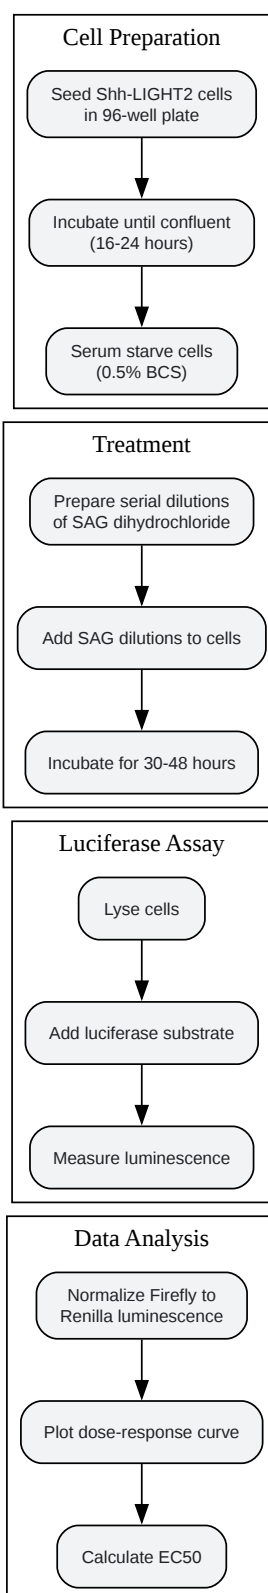 Cell Preparation
Seed Shh-LIGHT2 cells
in 96-well plate
Incubate until confluent
(16-24 hours)
Serum starve cells
(0.5% BCS)
Treatment
Prepare serial dilutions
of SAG dihydrochloride
Add SAG dilutions to cells
Incubate for 30-48 hours
Luciferase Assay
Lyse cells
Add luciferase substrate
Measure luminescence
Data Analysis
Normalize Firefly to
Renilla luminescence
Plot dose-response curve
Calculate EC50